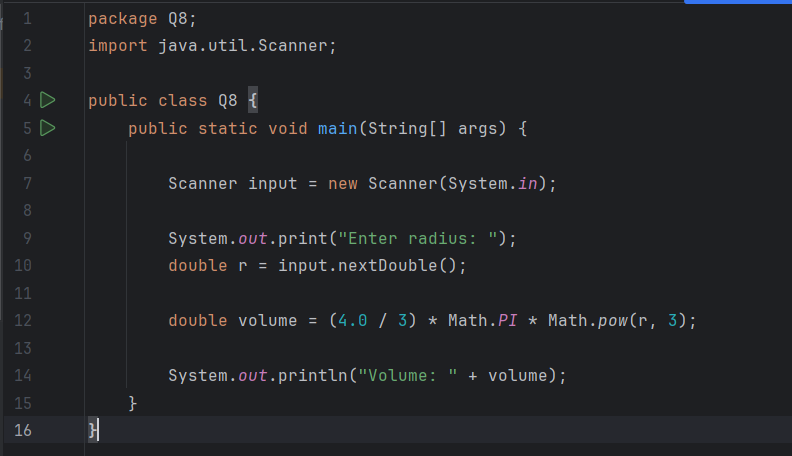 1 package Q8;
2 import java.util.Scanner;
3
4 public class Q8 {
5 public static void main(String[] args) {
6
7 Scanner input = new Scanner(System.in);
8
9 System.out.print("Enter radius: ");
10 double r = input.nextDouble();
11
12 double volume = (4.0 / 3) * Math.PI * Math.pow(r, 3);
13
14 System.out.println("Volume: " + volume);
15 }
16 }